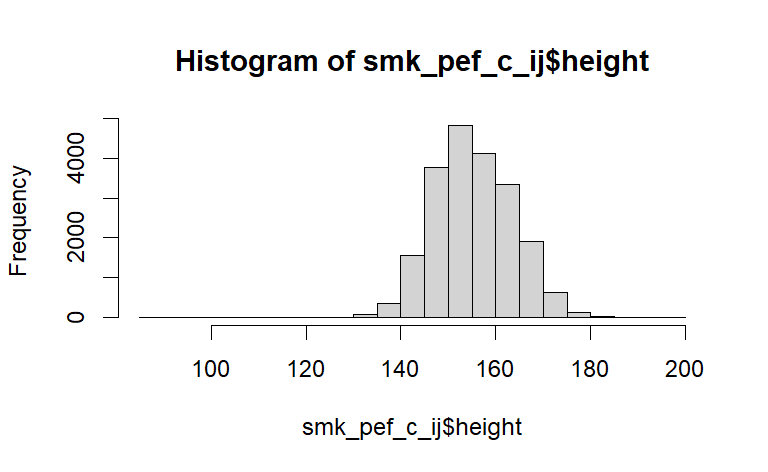 Histogram of smk_pef_c_ij$height
Frequency
4000
2000
0
100 120 140 160 180 200
smk_pef_c_ij$height